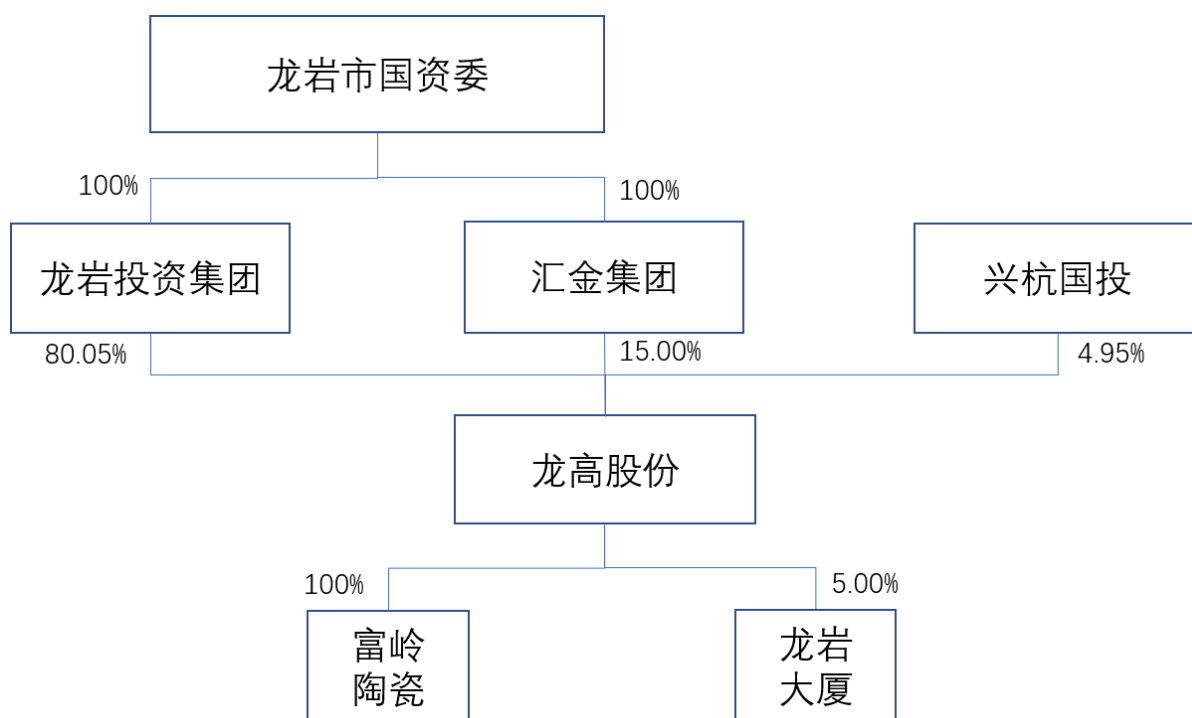 龙岩市国资委
100%
100%
龙岩投资集团
汇金集团
兴杭国投
80.05%
15.00%
4.95%
龙高股份
100%
5.00%
富岭
陶瓷
龙岩
大厦